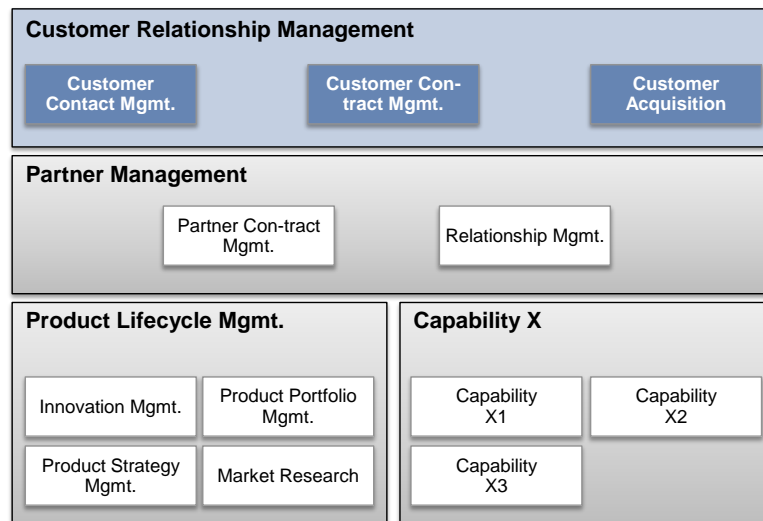 Customer Relationship Management
Customer
Contact Mgmt.
Customer Con-
tract Mgmt.
Customer
Acquisition
Partner Management
Partner Con-tract
Mgmt.
Relationship Mgmt.
Product Lifecycle Mgmt.
Innovation Mgmt.
Product Portfolio
Mgmt.
Product Strategy
Mgmt.
Market Research
Capability X
Capability
X1
Capability
X2
Capability
X3